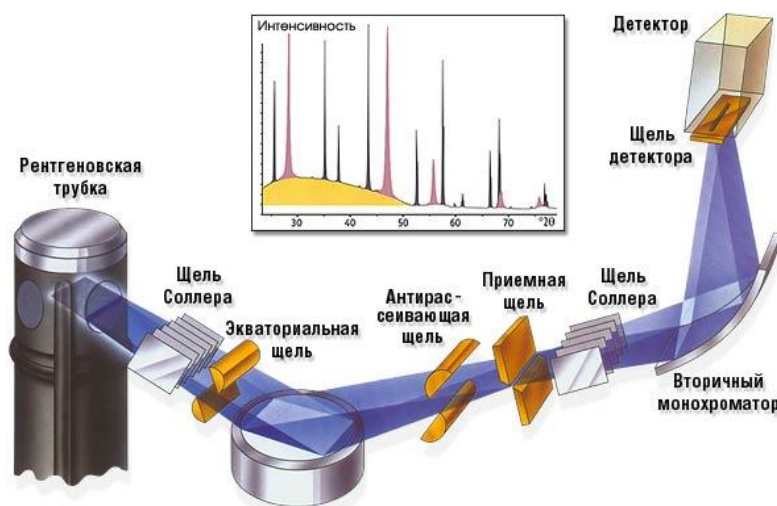 Интенсивность
30
40
50
60
70
°2θ
Детектор
Щель
детектора
Рентгеновская
трубка
Щель
Соллера
Экваториальная
щель
Антирас-
сеивающая
щель
Приемная
щель
Щель
Соллера
Вторичный
монохроматор